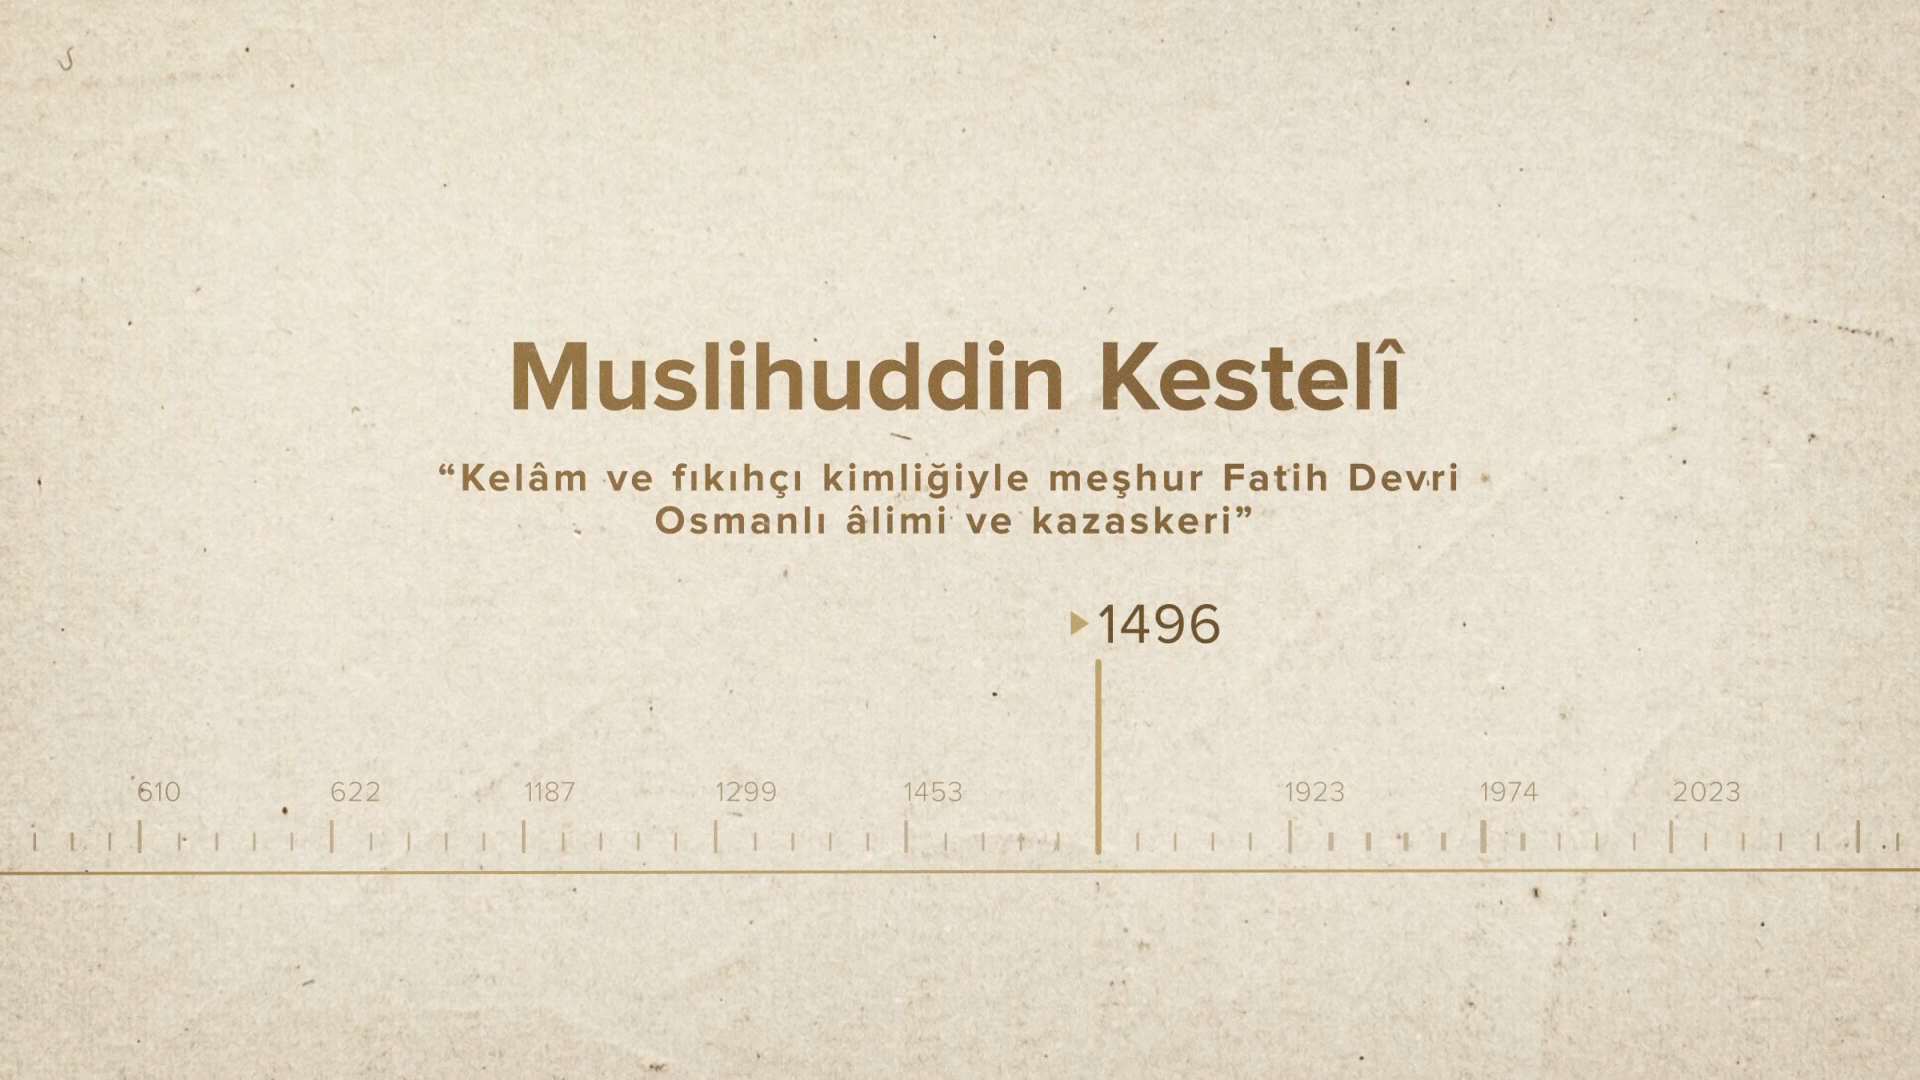 Muslihuddin Kestelî
“Kelâm ve fıkıhçı kimliğiyle meşhur Fatih Devri
Osmanlı âlimi ve kazaskeri”
1496
610 622 1187 1299 1453 1923 1974 2023